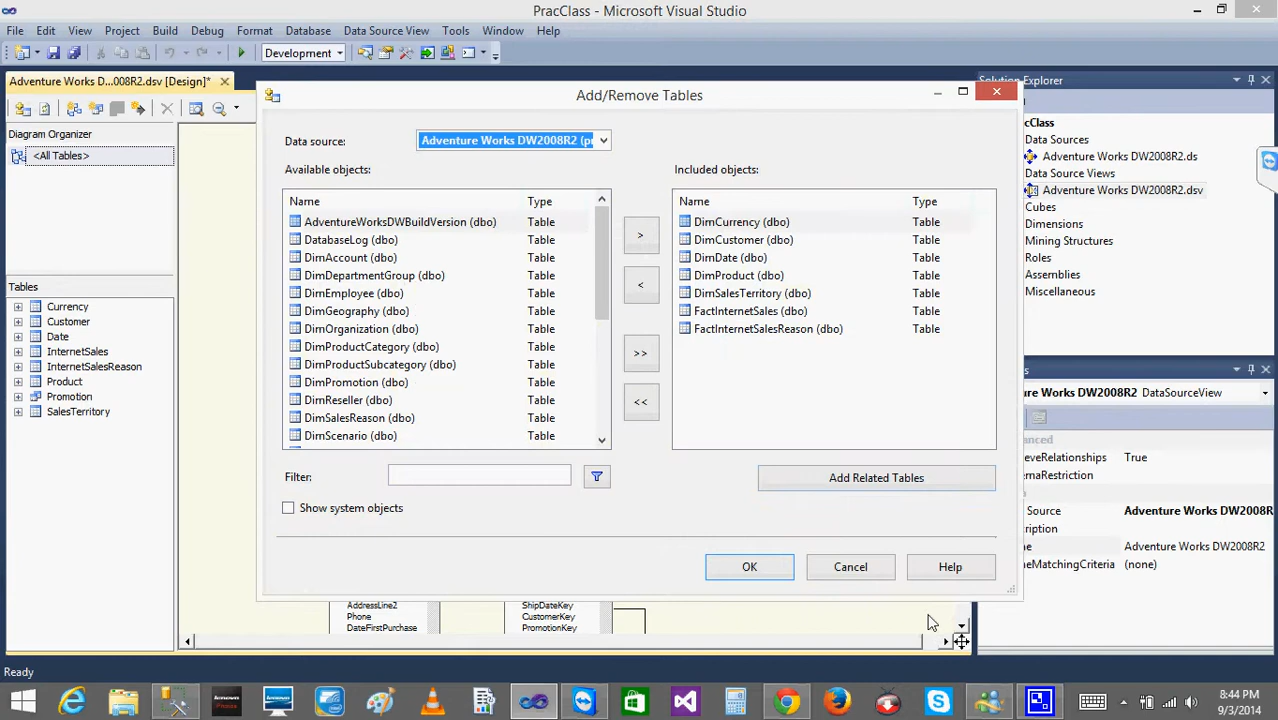 PracClass - Microsoft Visual Studio
File Edit View Project Build Debug Format Database Data Source View Tools Window Help
Development
Adventure Works D...008R2.dsv [Design]*
Diagram Organizer
<All Tables>
Tables
Currency
Customer
Date
InternetSales
InternetSalesReason
Product
Promotion
SalesTerritory
Add/Remove Tables
Data source: Adventure Works DW2008R2 (p
Available objects:
Name Type
AdventureWorksDWBuildVersion (dbo) Table
DatabaseLog (dbo) Table
DimAccount (dbo) Table
DimDepartmentGroup (dbo) Table
DimEmployee (dbo) Table
DimGeography (dbo) Table
DimOrganization (dbo) Table
DimProductCategory (dbo) Table
DimProductSubcategory (dbo) Table
DimPromotion (dbo) Table
DimReseller (dbo) Table
DimSalesReason (dbo) Table
DimScenario (dbo) Table
>
<
>>
<<
Included objects:
Name Type
DimCurrency (dbo) Table
DimCustomer (dbo) Table
DimDate (dbo) Table
DimProduct (dbo) Table
DimSalesTerritory (dbo) Table
FactInternetSales (dbo) Table
FactInternetSalesReason (dbo) Table
Filter:
Add Related Tables
Show system objects
OK Cancel Help
AddressLine2
Phone
DateFirstPurchase
ShipDateKey
CustomerKey
PromotionKey
Solution Explorer
cClass
Data Sources
Adventure Works DW2008R2.ds
Data Source Views
Adventure Works DW2008R2.dsv
Cubes
Dimensions
Mining Structures
Roles
Assemblies
Miscellaneous
s
ure Works DW2008R2 DataSourceView
anced
ieveRelationships True
emaRestriction
Source Adventure Works DW2008R
ription
e Adventure Works DW2008R2
eMatchingCriteria (none)
Ready
8:44 PM
9/3/2014